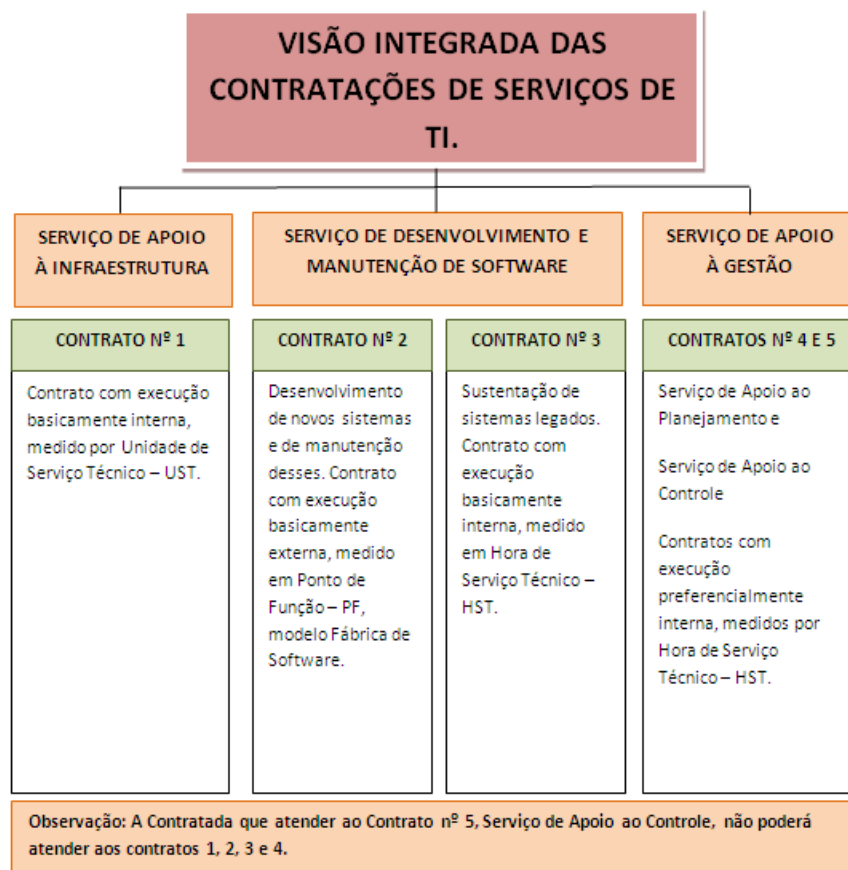 VISÃO INTEGRADA DAS
CONTRATAÇÕES DE SERVIÇOS DE
TI.
SERVIÇO DE APOIO
À INFRAESTRUTURA
SERVIÇO DE DESENVOLVIMENTO E
MANUTENÇÃO DE SOFTWARE
SERVIÇO DE APOIO
À GESTÃO
CONTRATO Nº 1
Contrato com execução
basicamente interna,
medido por Unidade de
Serviço Técnico – UST.
CONTRATO Nº 2
Desenvolvimento
de novos sistemas
e de manutenção
desses. Contrato
com execução
basicamente
externa, medido
em Ponto de
Função – PF,
modelo Fábrica de
Software.
CONTRATO Nº 3
Sustentação de
sistemas legados.
Contrato com
execução
basicamente
interna, medido
em Hora de
Serviço Técnico –
HST.
CONTRATOS Nº 4 E 5
Serviço de Apoio ao
Planejamento e
Serviço de Apoio ao
Controle
Contratos com
execução
preferencialmente
interna, medidos por
Hora de Serviço
Técnico – HST.
Observação: A Contratada que atender ao Contrato nº 5, Serviço de Apoio ao Controle, não poderá
atender aos contratos 1, 2, 3 e 4.